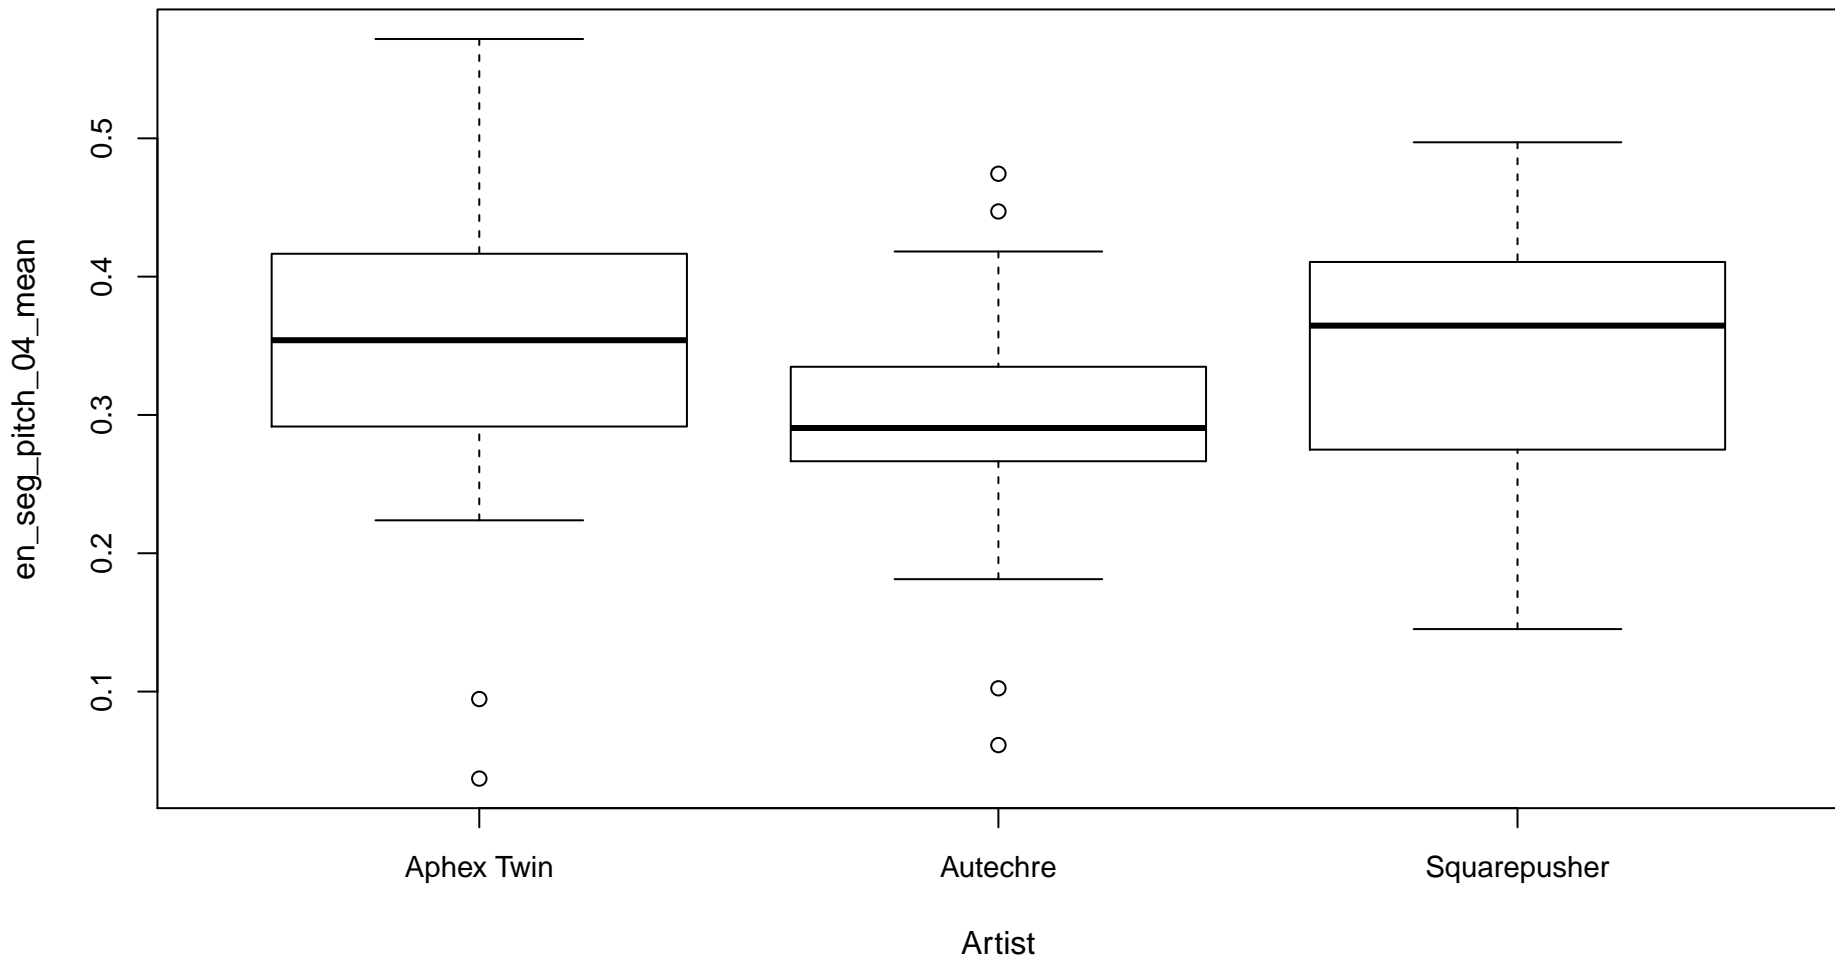 en_seg_pitch_04_mean
0.5
0.4
0.3
0.2
0.1
Aphex Twin
Autechre
Squarepusher
Artist